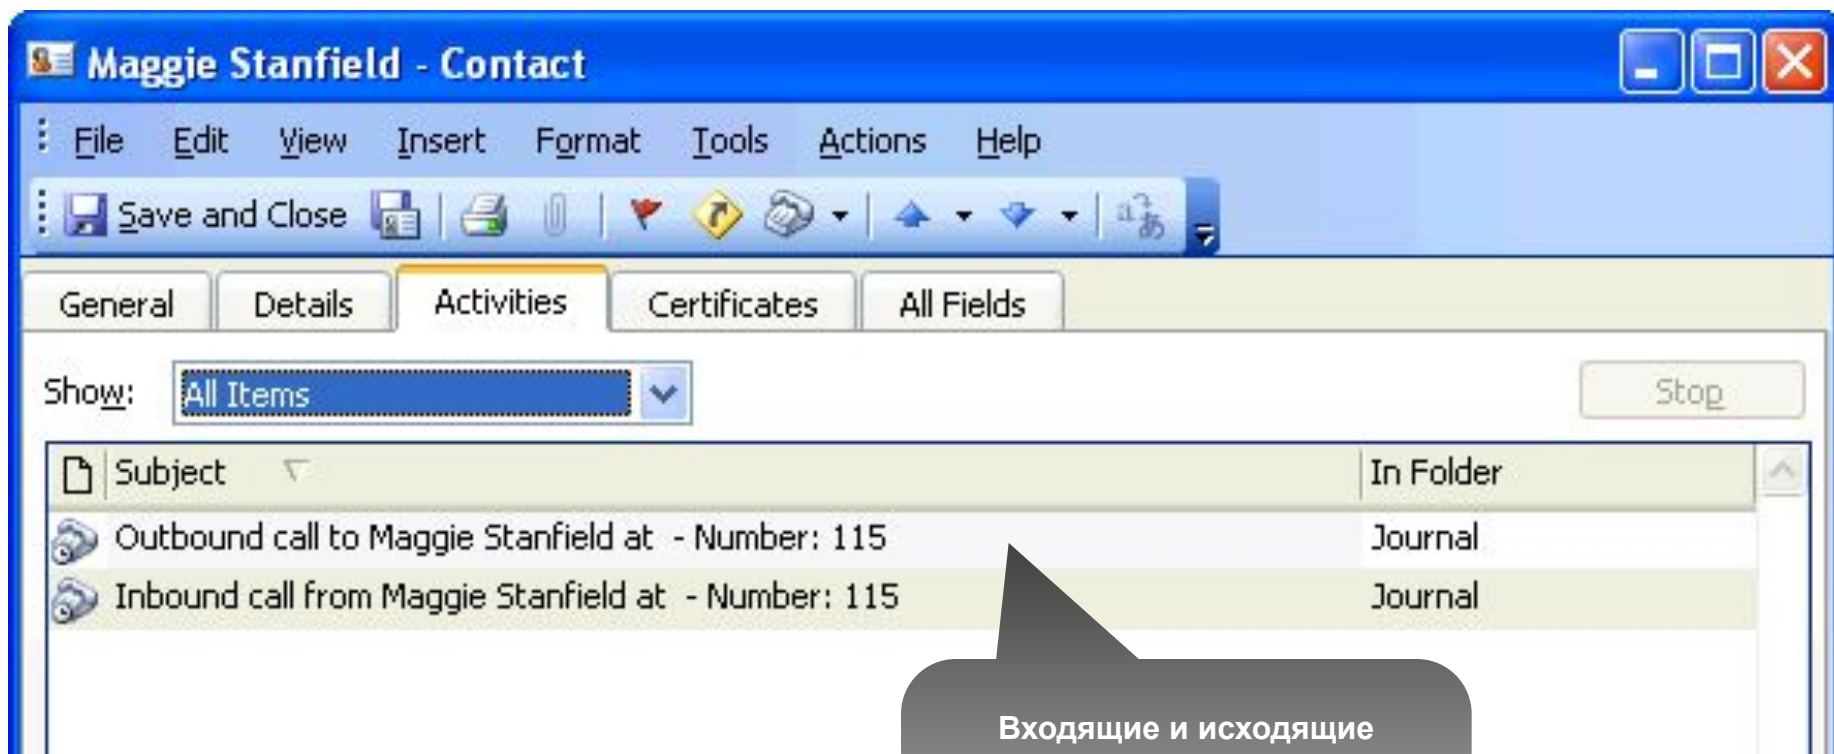 Maggie Stanfield - Contact
File Edit View Insert Format Tools Actions Help
Save and Close
General Details Activities Certificates All Fields
Show: All Items Stop
Subject In Folder
Outbound call to Maggie Stanfield at - Number: 115 Journal
Inbound call from Maggie Stanfield at - Number: 115 Journal
Входящие и исходящие